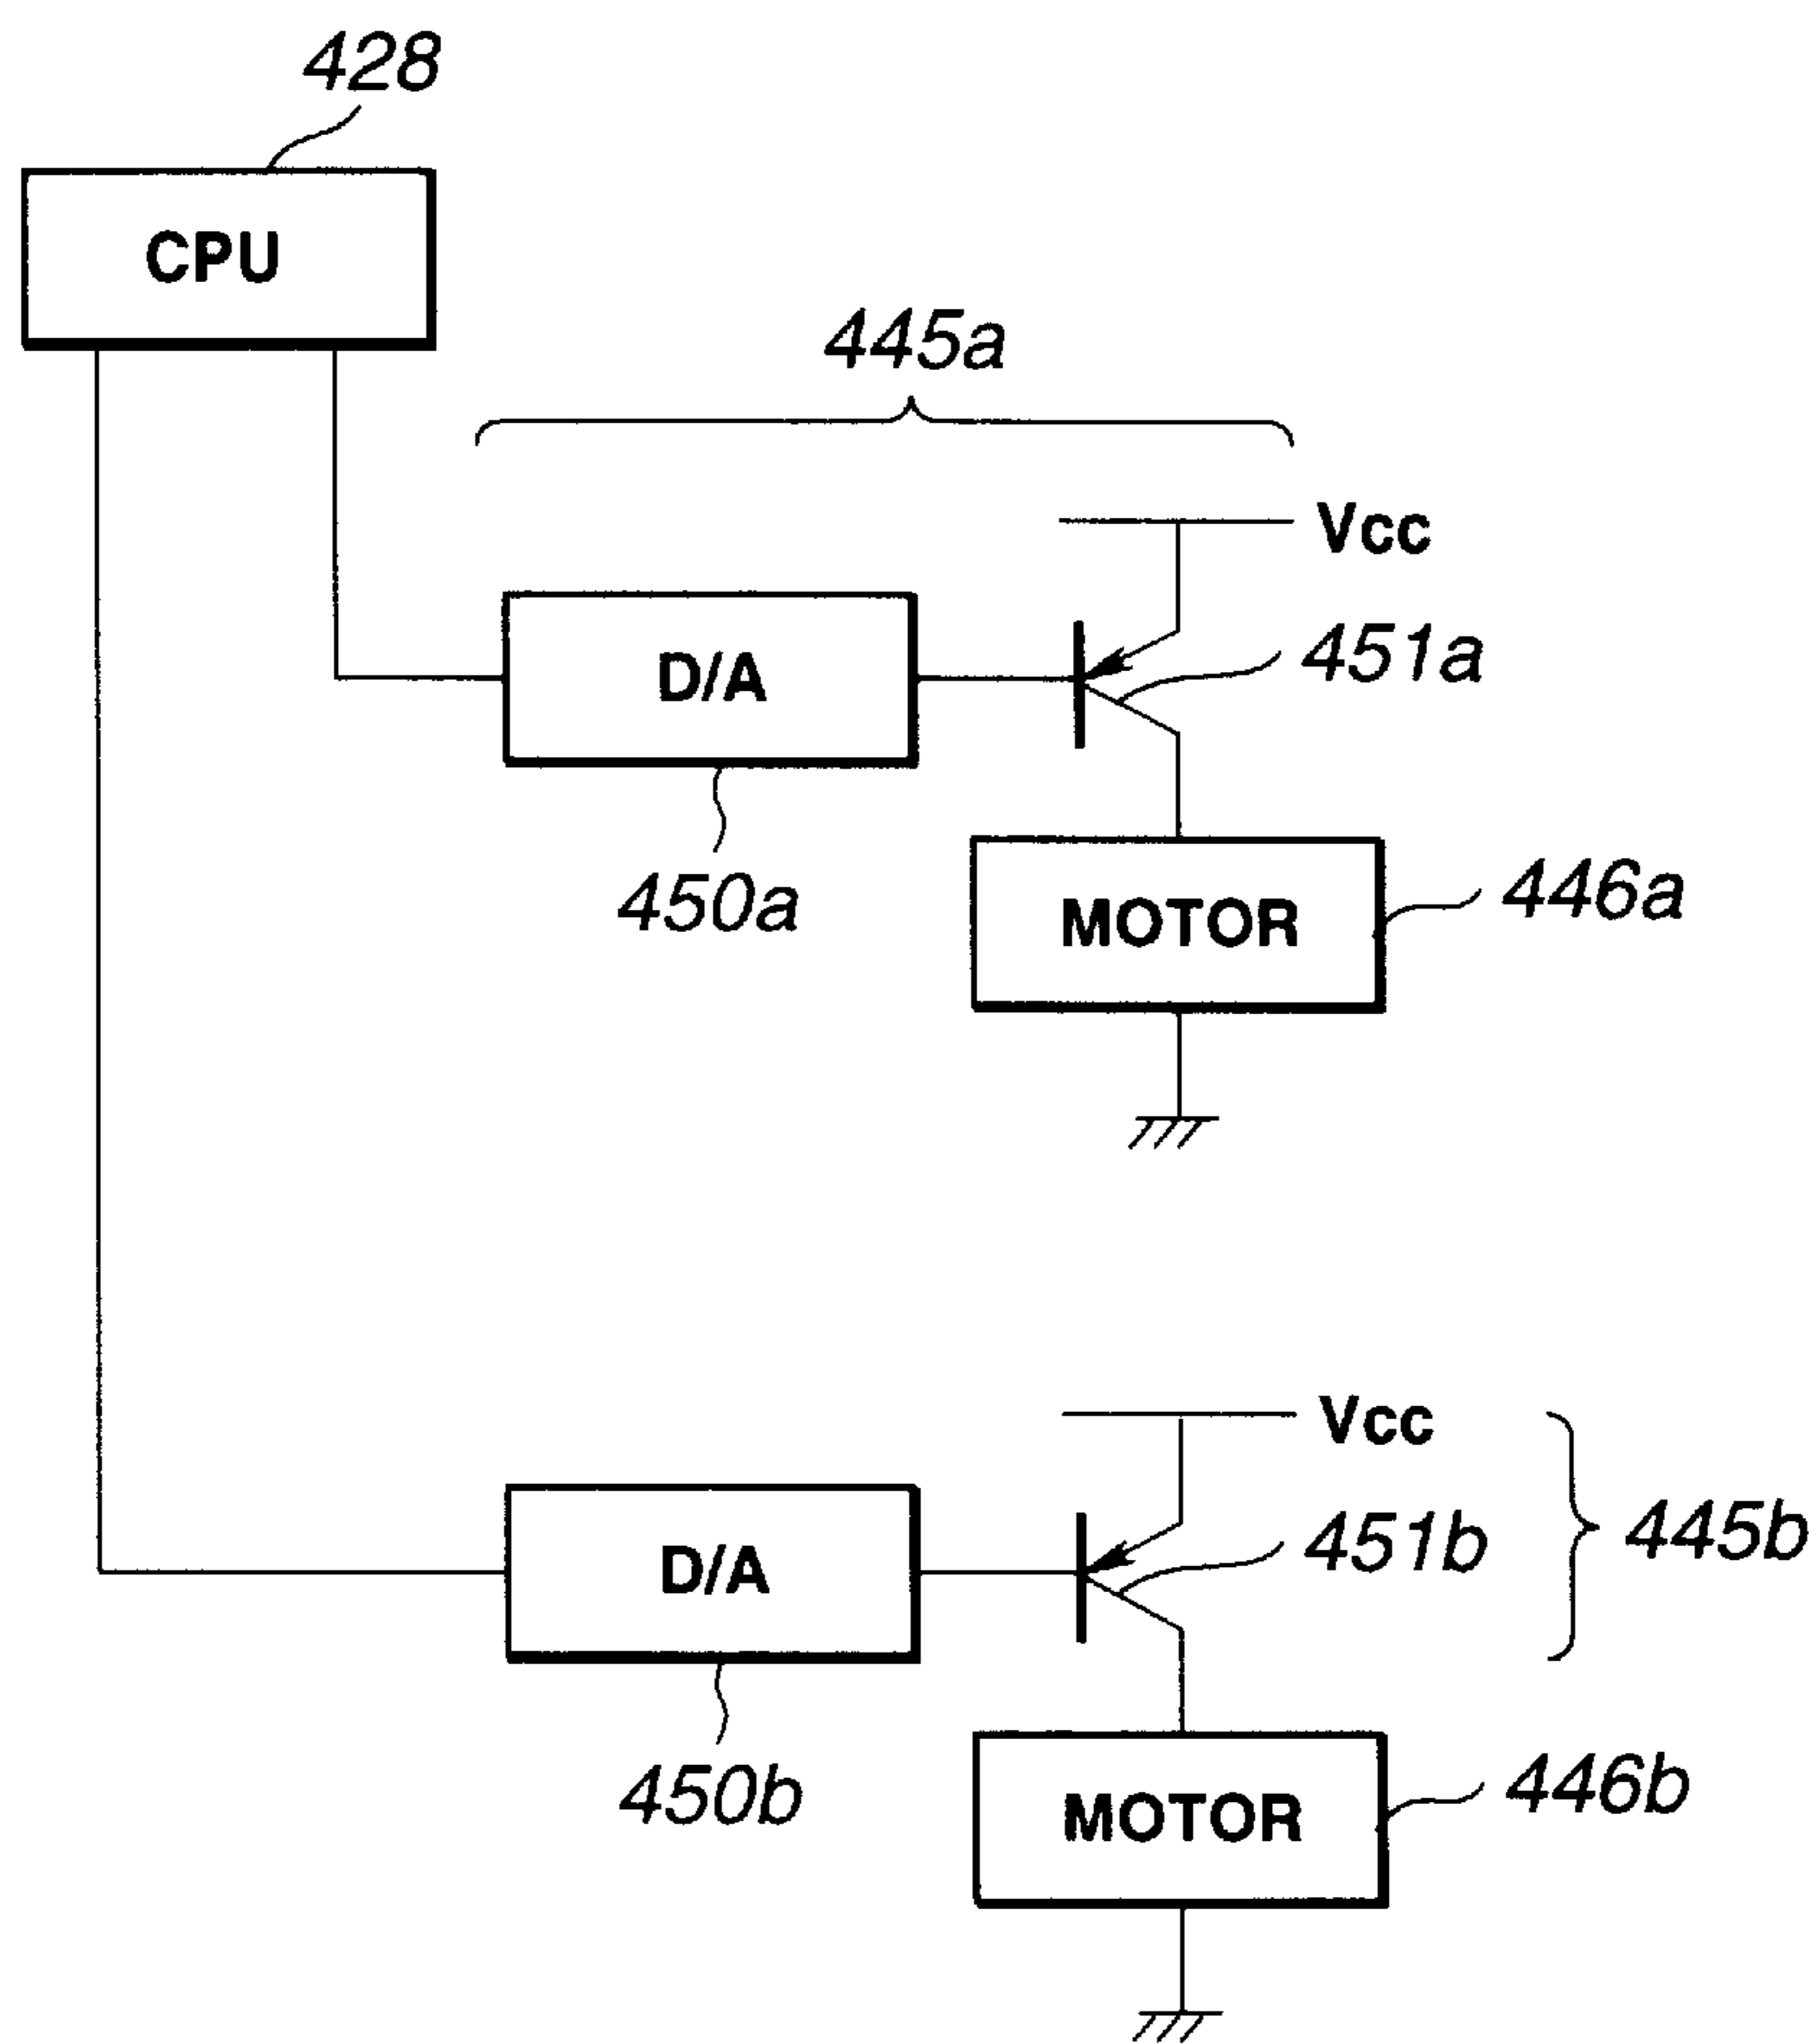 428
CPU
445a
Vcc
D/A
451a
450a
MOTOR
446a
Vcc
D/A
451b
445b
450b
MOTOR
446b